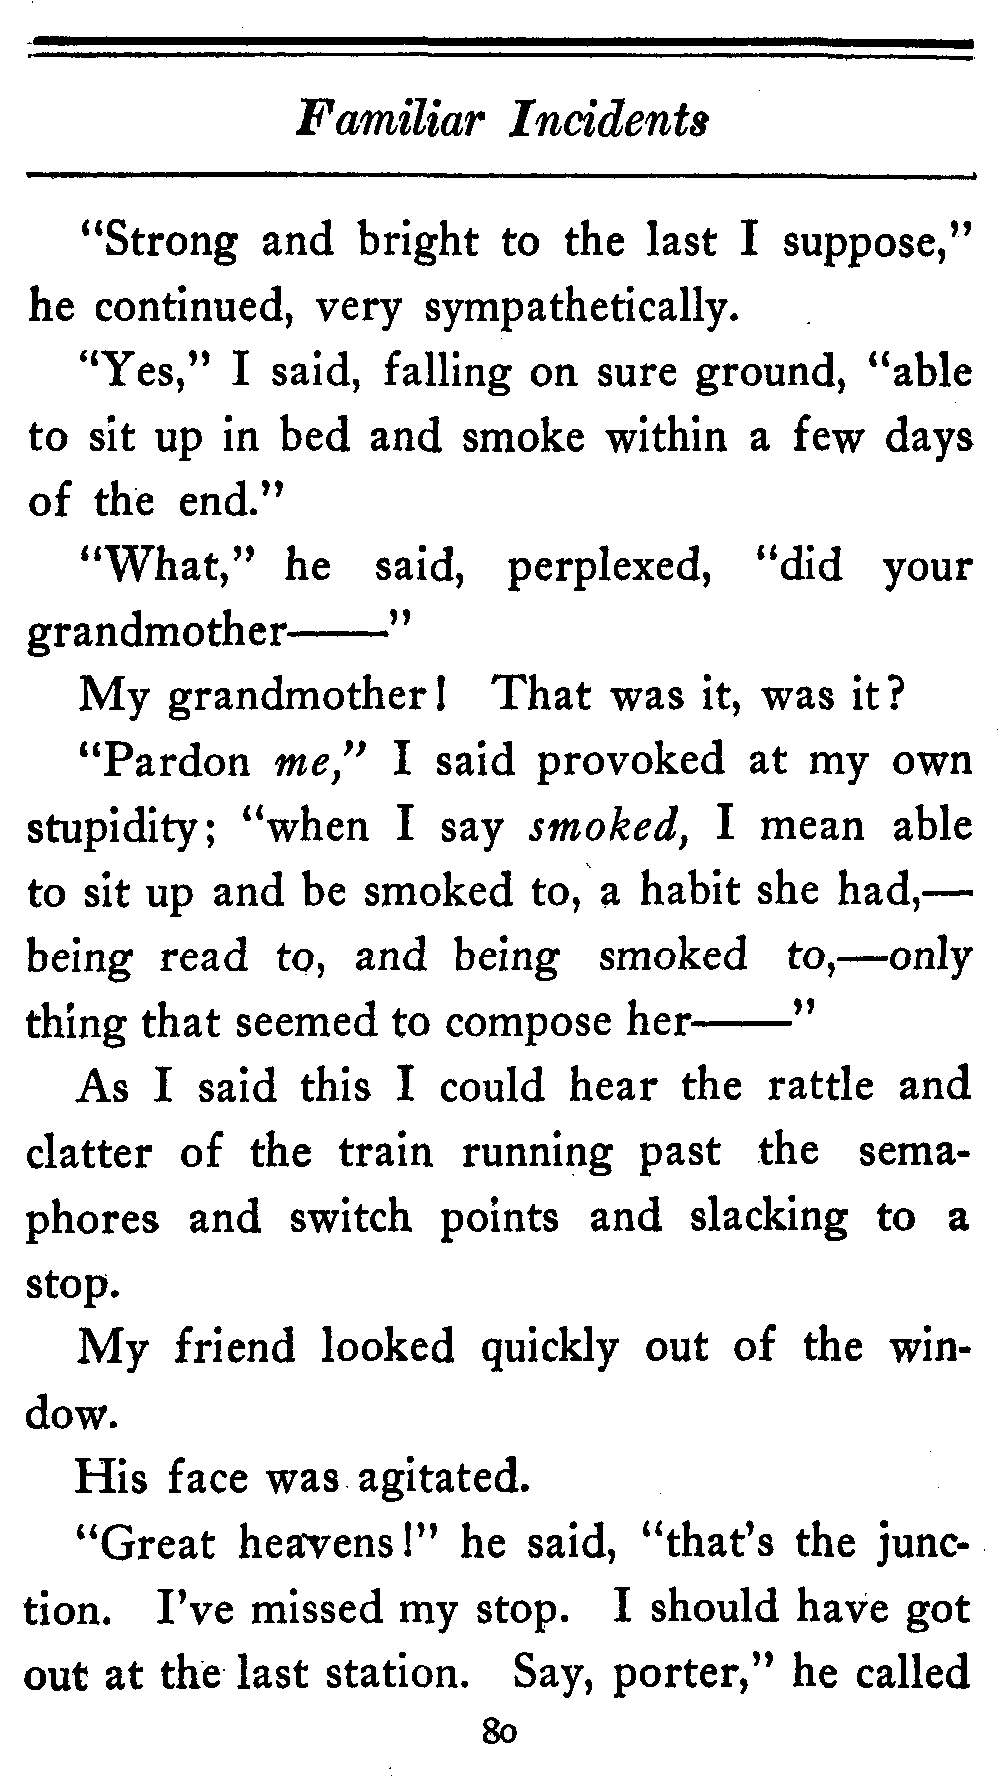 Familiar Incidents
“Strong and bright to the last I suppose,”
he continued, very sympathetically.
“Yes,” I said, falling on sure ground, “able
to sit up in bed and smoke within a few days
of the end.”
“What,” he said, perplexed, “did your
grandmother——”
My grandmother! That was it, was it?
“Pardon me,” I said provoked at my own
stupidity; “when I say smoked, I mean able
to sit up and be smoked to, a habit she had,—
being read to, and being smoked to,—only
thing that seemed to compose her——”
As I said this I could hear the rattle and
clatter of the train running past the sema-
phores and switch points and slacking to a
stop.
My friend looked quickly out of the win-
dow.
His face was agitated.
“Great heavens!” he said, “that’s the junc-
tion. I’ve missed my stop. I should have got
out at the last station. Say, porter,” he called
80